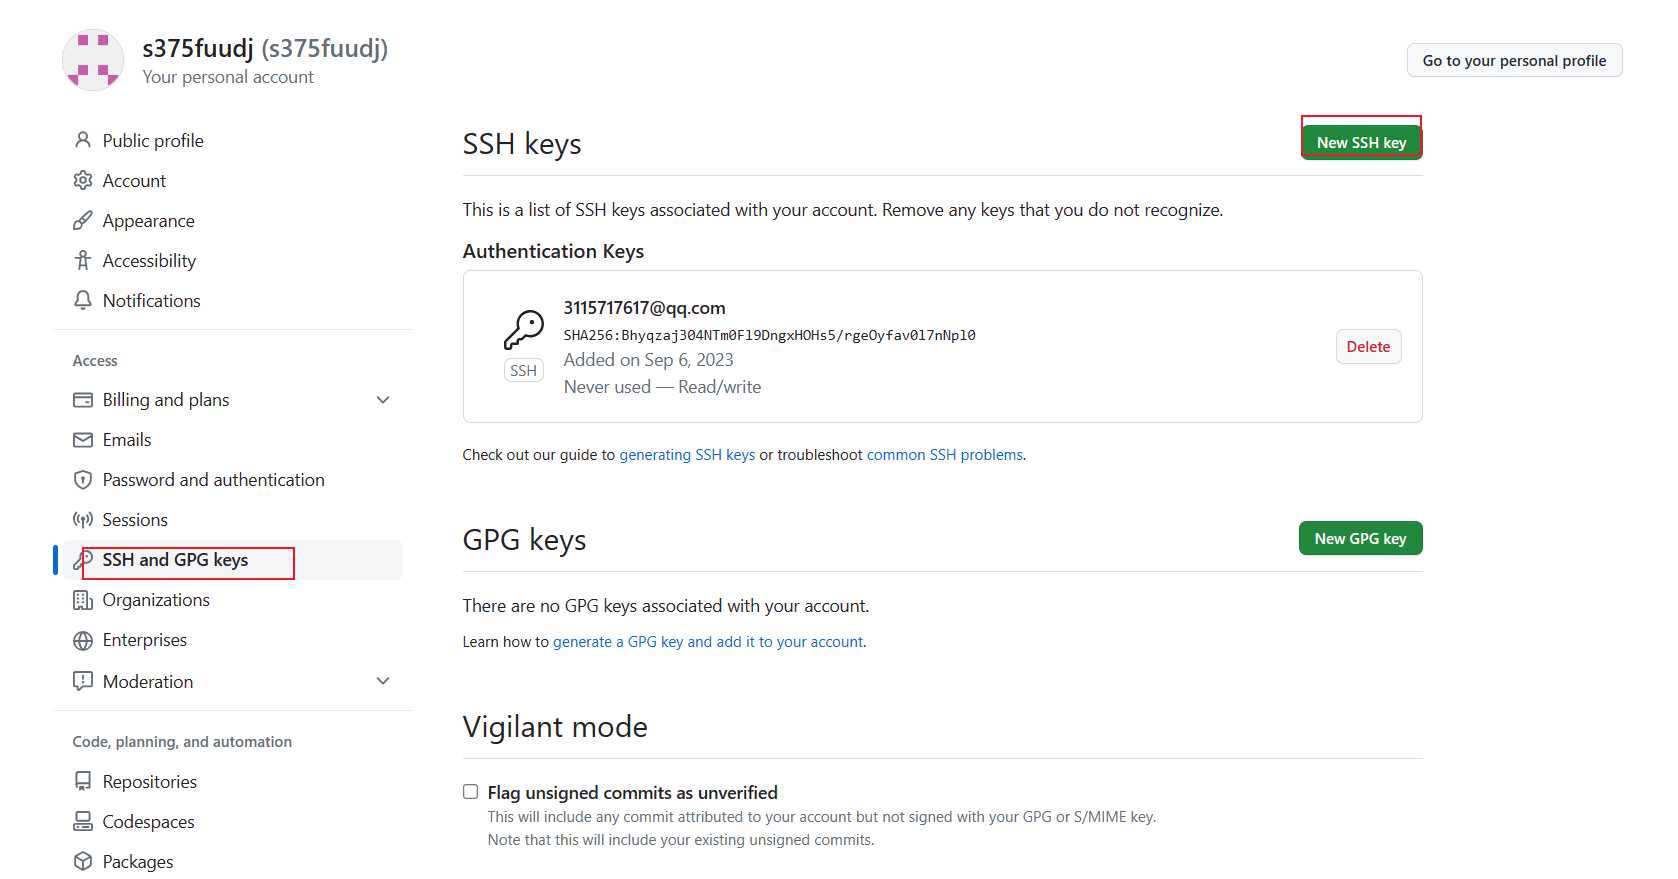 s375fuudj (s375fuudj)
Your personal account
Go to your personal profile
Public profile
Account
Appearance
Accessibility
Notifications
Access
Billing and plans
Emails
Password and authentication
Sessions
SSH and GPG keys
Organizations
Enterprises
Moderation
Code, planning, and automation
Repositories
Codespaces
Packages
SSH keys
New SSH key
This is a list of SSH keys associated with your account. Remove any keys that you do not recognize.
Authentication Keys
3115717617@qq.com
SHA256:Bhyqzaj304NTm0Fl9DngxHOHs5/rgeOyfav0l7nNpl0
Added on Sep 6, 2023
Never used — Read/write
SSH
Delete
Check out our guide to generating SSH keys or troubleshoot common SSH problems.
GPG keys
New GPG key
There are no GPG keys associated with your account.
Learn how to generate a GPG key and add it to your account.
Vigilant mode
Flag unsigned commits as unverified
This will include any commit attributed to your account but not signed with your GPG or S/MIME key.
Note that this will include your existing unsigned commits.